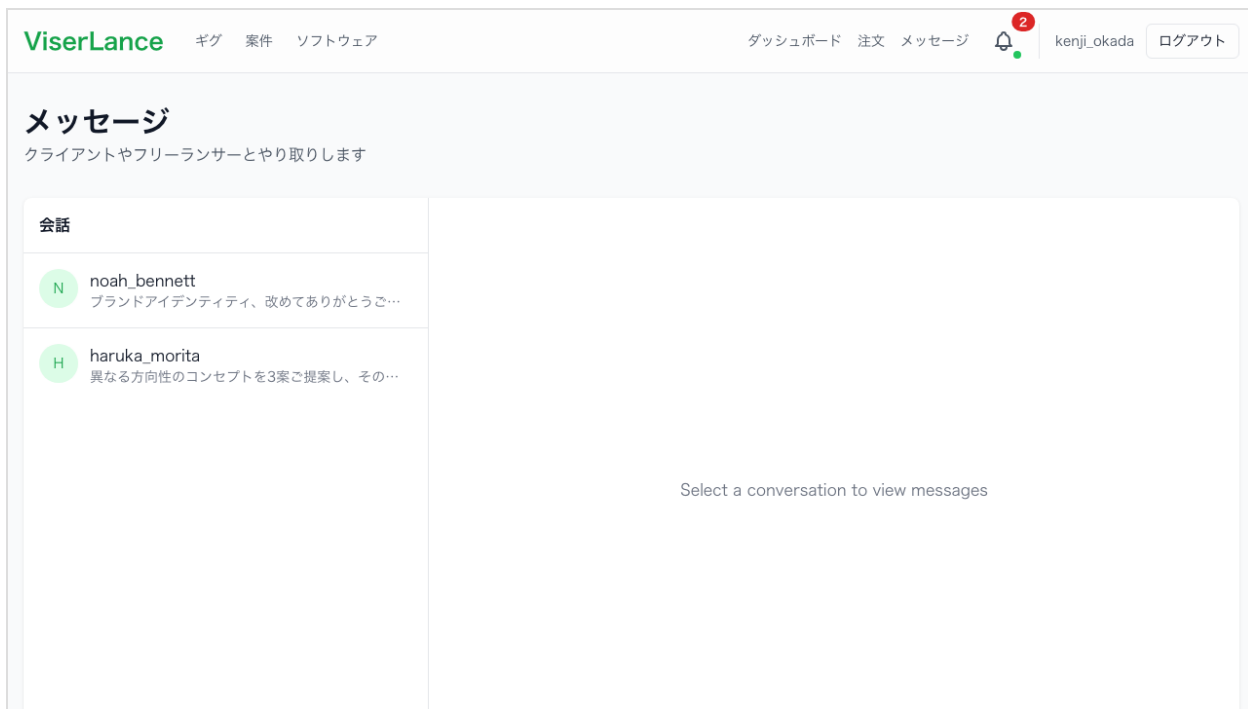 ViserLance ギグ 案件 ソフトウェア ダッシュボード 注文 メッセージ 2 kenji_okada ログアウト
メッセージ
クライアントやフリーランサーとやり取りします
会話
N noah_bennett
ブランドアイデンティティ、改めてありがとうご…
H haruka_morita
異なる方向性のコンセプトを3案ご提案し、その…
Select a conversation to view messages